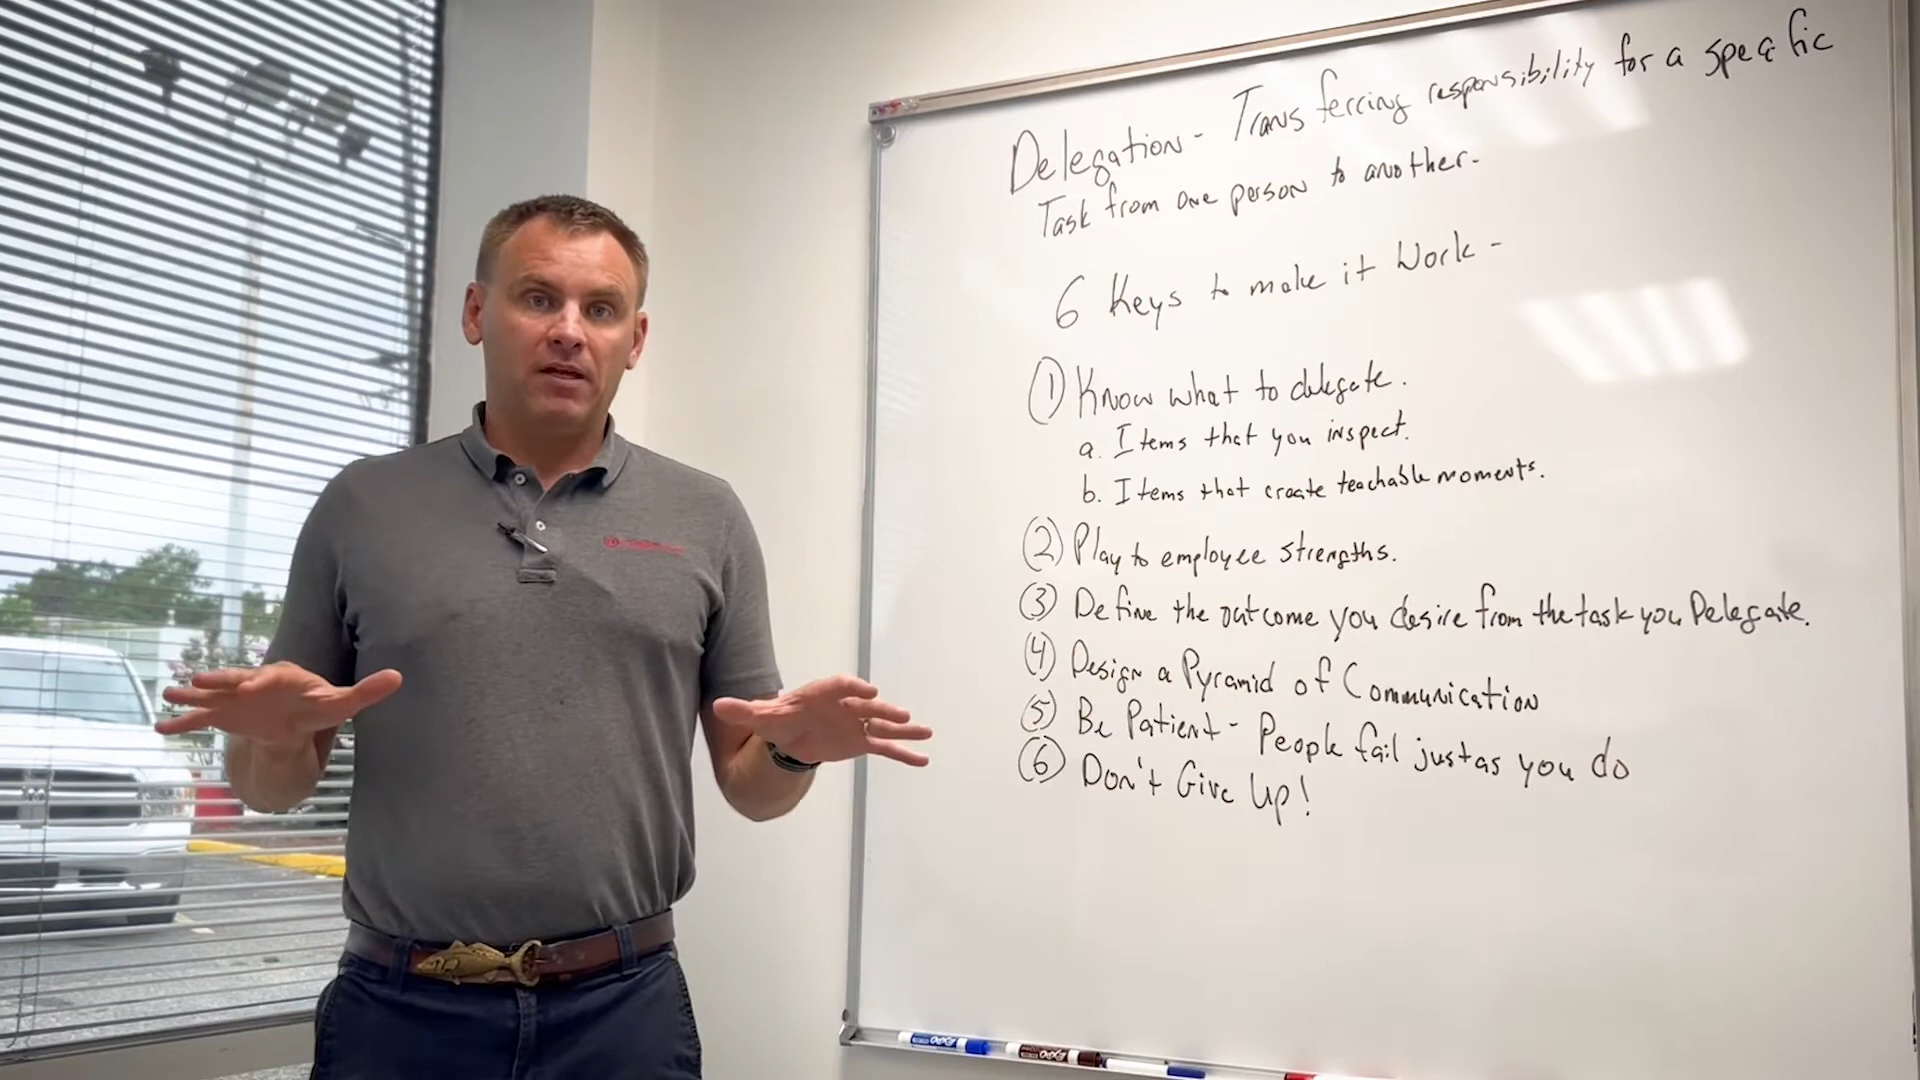 Delegation - Transferring responsibility for a specific
Task from one person to another.
6 Keys to make it Work -
① Know what to delegate.
a. Items that you inspect.
b. Items that create teachable moments.
② Play to employee strengths.
③ Define the outcome you desire from the task you Delegate.
④ Design a Pyramid of Communication
⑤ Be Patient - People fail just as you do
⑥ Don't Give Up!
EXPO
EXPO